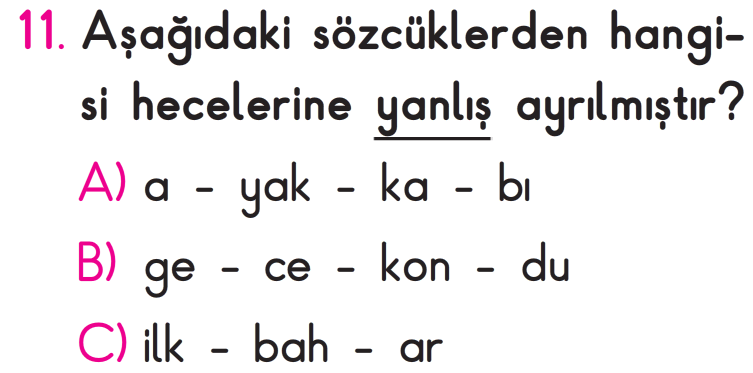 11. Aşağıdaki sözcüklerden hangi-
si hecelerine yanlış ayrılmıştır?
A) a - yak - ka - bı
B) ge - ce - kon - du
C) ilk - bah - ar